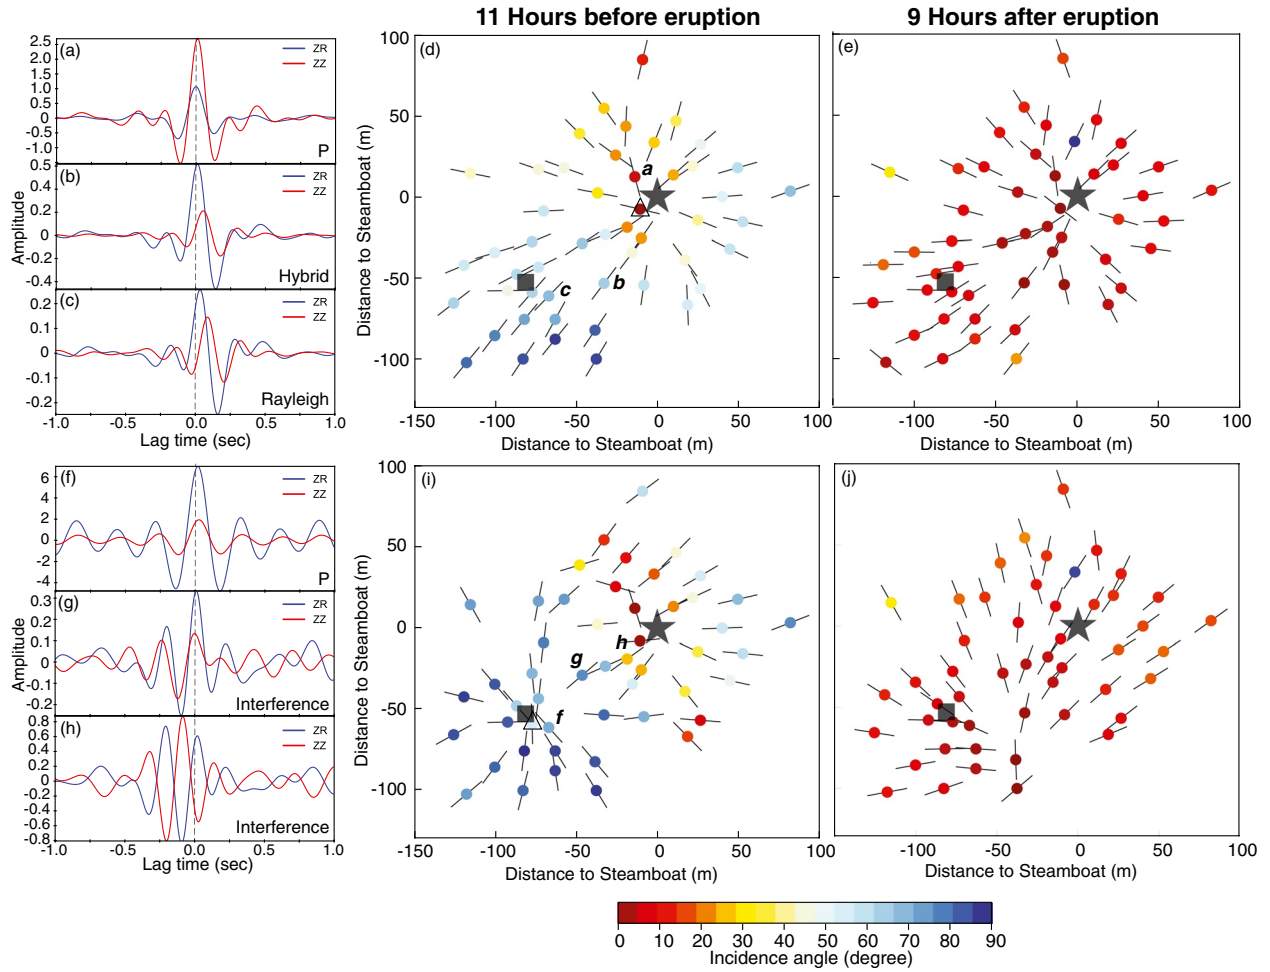 11 Hours before eruption
9 Hours after eruption
(a)
ZR
ZZ
2.5
2.0
1.5
1.0
0.5
0
-0.5
-1.0
P
(b)
ZR
ZZ
0.5
0.4
0.2
0
-0.2
-0.4
Hybrid
Amplitude
(c)
ZR
ZZ
0.2
0.1
0
-0.1
-0.2
Rayleigh
-1.0
-0.5
0.0
0.5
1.0
Lag time (sec)
(d)
100
50
0
-50
-100
Distance to Steamboat (m)
a
b
c
-150
-100
-50
0
50
100
Distance to Steamboat (m)
(e)
-100
-50
0
50
100
Distance to Steamboat (m)
(f)
ZR
ZZ
6
4
2
0
-2
-4
P
(g)
ZR
ZZ
0.3
0.2
0.1
0
-0.1
-0.2
Interference
Amplitude
(h)
ZR
ZZ
0.8
0.6
0.4
0.2
0
-0.2
-0.4
-0.6
-0.8
Interference
-1.0
-0.5
0.0
0.5
1.0
Lag time (sec)
(i)
100
50
0
-50
-100
Distance to Steamboat (m)
h
g
f
-150
-100
-50
0
50
100
Distance to Steamboat (m)
(j)
-100
-50
0
50
100
Distance to Steamboat (m)
0
10
20
30
40
50
60
70
80
90
Incidence angle (degree)